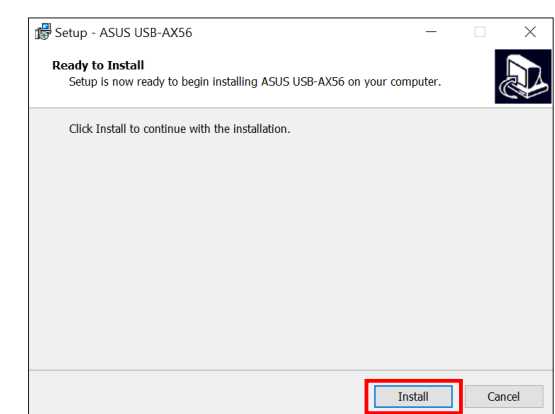 Setup - ASUS USB-AX56
Ready to Install
Setup is now ready to begin installing ASUS USB-AX56 on your computer.
Click Install to continue with the installation.
Install
Cancel